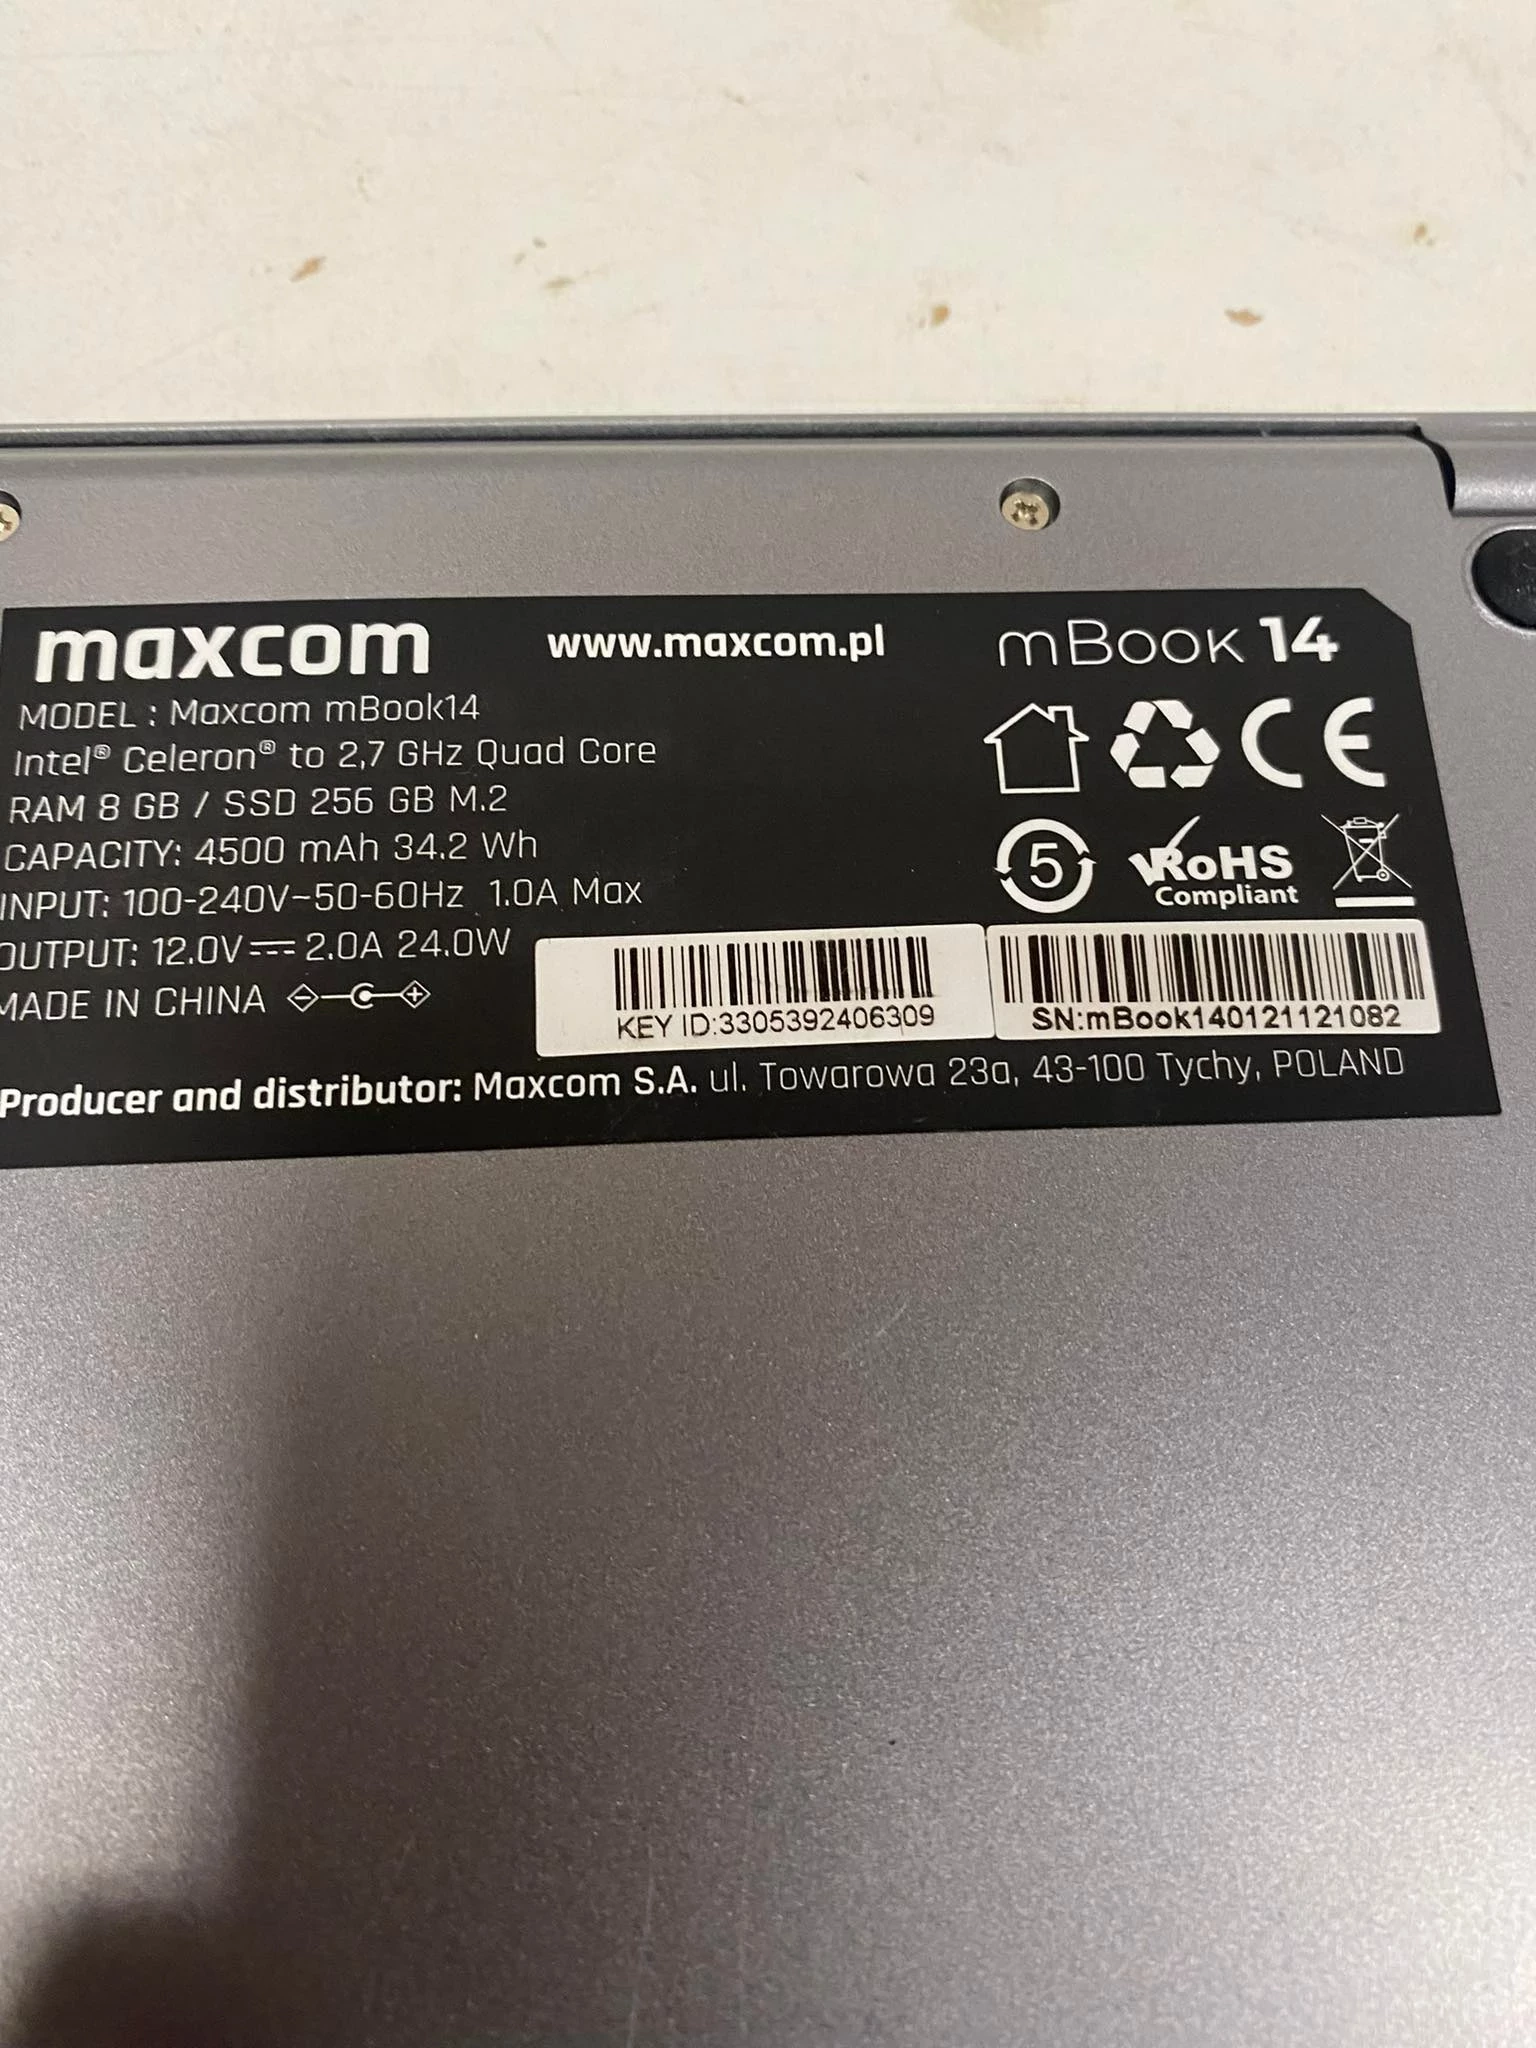 maxcom www.maxcom.pl mBook 14
MODEL : Maxcom mBook14
Intel® Celeron® to 2,7 GHz Quad Core
RAM 8 GB / SSD 256 GB M.2
CAPACITY: 4500 mAh 34.2 Wh
INPUT: 100-240V~50-60Hz 1.0A Max
OUTPUT: 12.0V⎓2.0A 24.0W
MADE IN CHINA
CE
5
RoHS
Compliant
KEY ID:3305392406309
SN:mBook140121121082
Producer and distributor: Maxcom S.A. ul. Towarowa 23a, 43-100 Tychy, POLAND